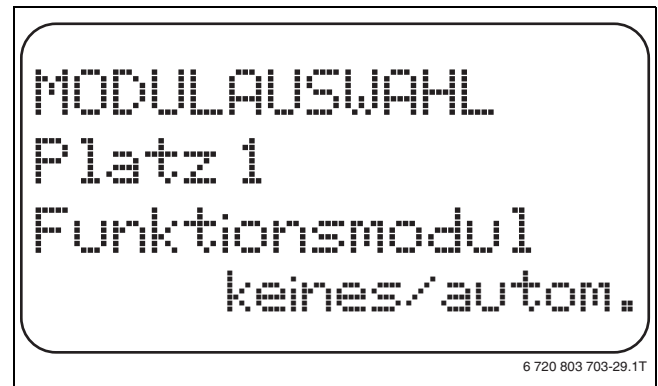 MODULAUSWAHL
Platz 1
Funktionsmodul
keines/autom.
6 720 803 703-29.1T